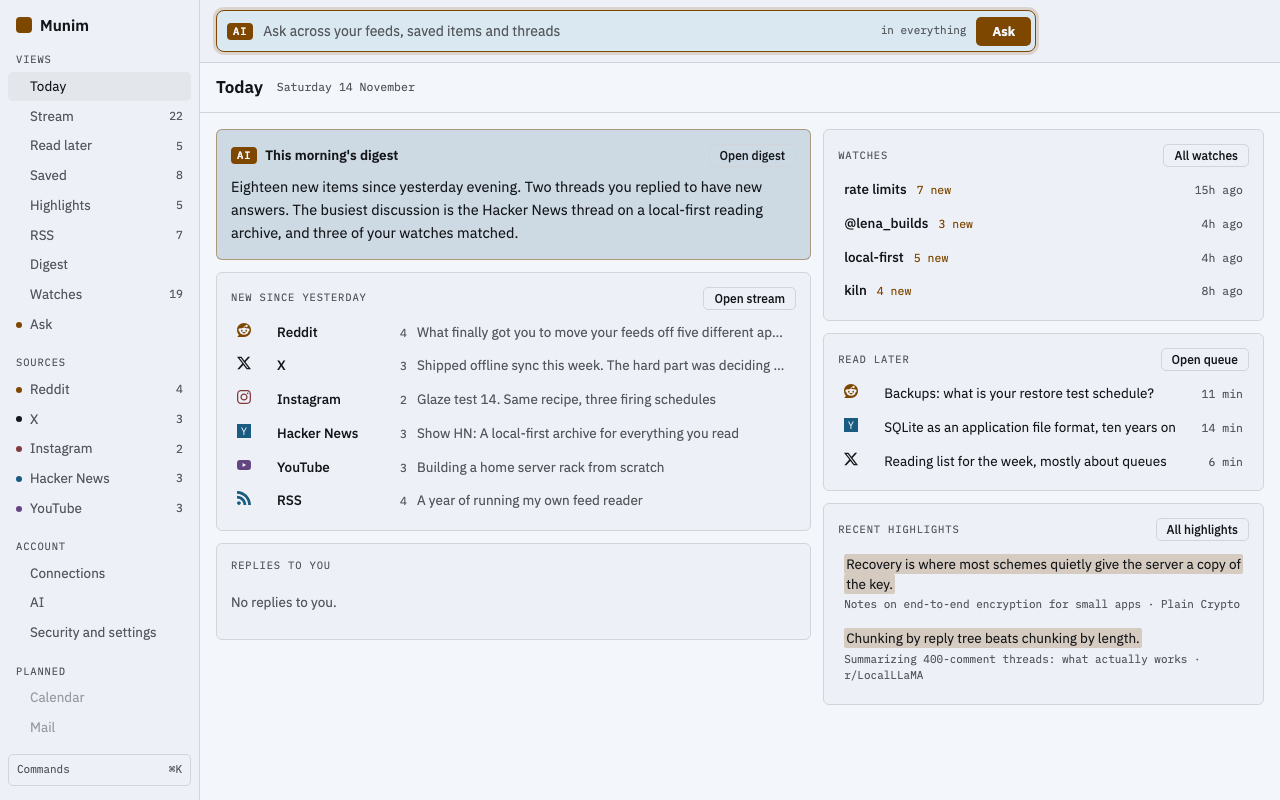 Munim
VIEWS
Today
Stream 22
Read later 5
Saved 8
Highlights 5
RSS 7
Digest
Watches 19
Ask
SOURCES
Reddit 4
X 3
Instagram 2
Hacker News 3
YouTube 3
ACCOUNT
Connections
AI
Security and settings
PLANNED
Calendar
Mail
Commands ⌘K
AI Ask across your feeds, saved items and threads in everything Ask
Today Saturday 14 November
AI This morning's digest Open digest
Eighteen new items since yesterday evening. Two threads you replied to have new
answers. The busiest discussion is the Hacker News thread on a local-first reading
archive, and three of your watches matched.
NEW SINCE YESTERDAY Open stream
Reddit 4 What finally got you to move your feeds off five different ap...
X 3 Shipped offline sync this week. The hard part was deciding ...
Instagram 2 Glaze test 14. Same recipe, three firing schedules
Hacker News 3 Show HN: A local-first archive for everything you read
YouTube 3 Building a home server rack from scratch
RSS 4 A year of running my own feed reader
REPLIES TO YOU
No replies to you.
WATCHES All watches
rate limits 7 new 15h ago
@lena_builds 3 new 4h ago
local-first 5 new 4h ago
kiln 4 new 8h ago
READ LATER Open queue
Backups: what is your restore test schedule? 11 min
SQLite as an application file format, ten years on 14 min
Reading list for the week, mostly about queues 6 min
RECENT HIGHLIGHTS All highlights
Recovery is where most schemes quietly give the server a copy of
the key.
Notes on end-to-end encryption for small apps · Plain Crypto
Chunking by reply tree beats chunking by length.
Summarizing 400-comment threads: what actually works ·
r/LocalLLaMA